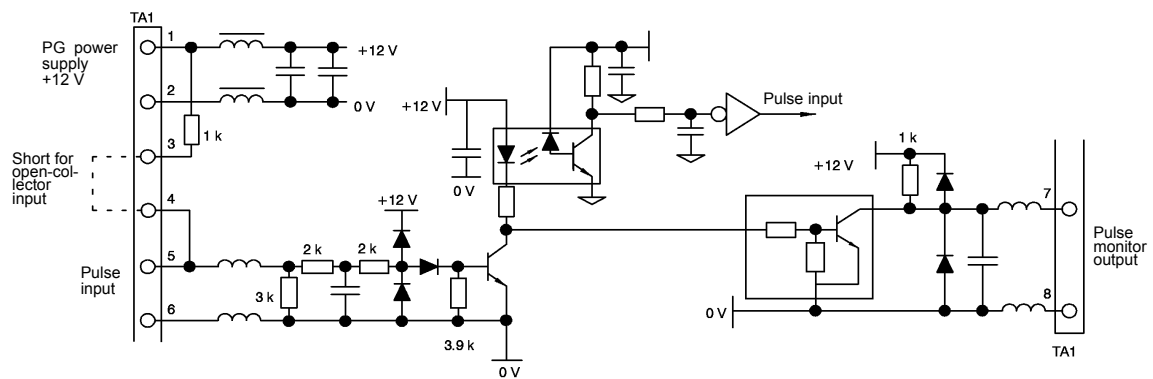 TA1
1
PG power
supply
+12 V
+12 V
2
0 V
1 k
3
Short for
open-col-
lector
input
4
+12 V
5
2 k
2 k
Pulse
input
3 k
6
3.9 k
0 V
+12 V
0 V
Pulse input
1 k
+12 V
7
Pulse
monitor
output
8
0 V
TA1